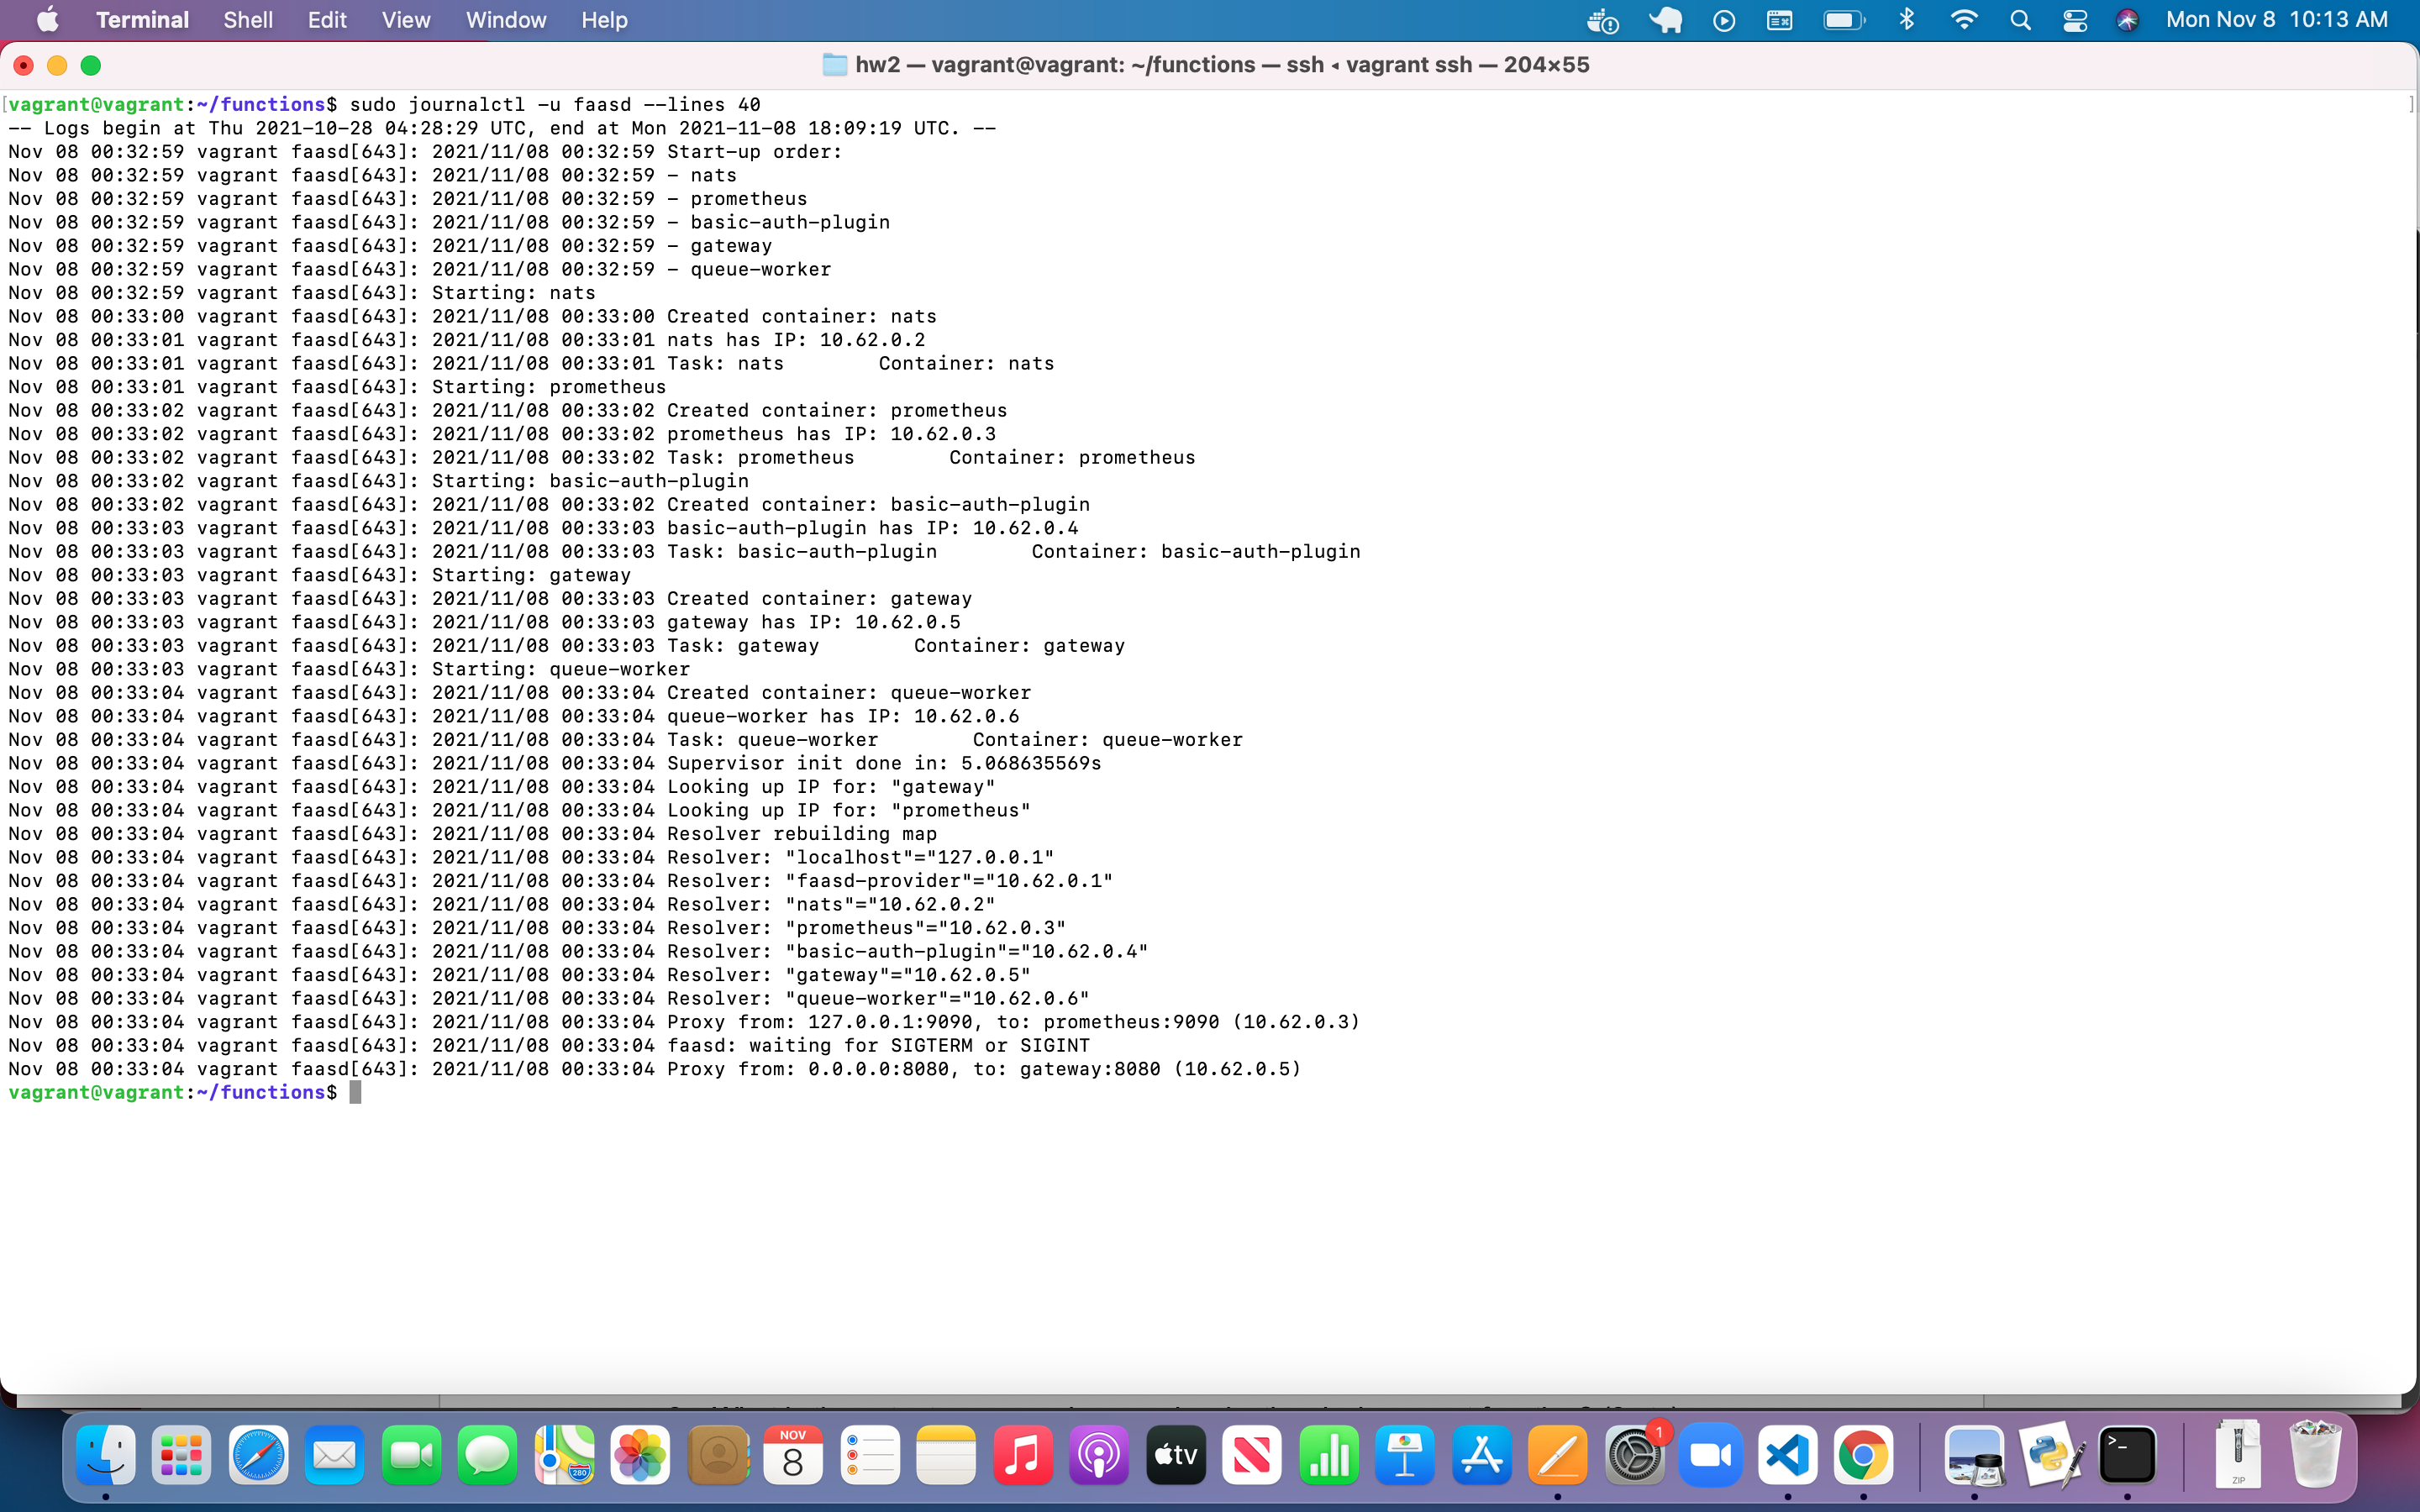 Terminal Shell Edit View Window Help Mon Nov 8 10:13 AM
hw2 — vagrant@vagrant: ~/functions — ssh ◂ vagrant ssh — 204×55
[vagrant@vagrant:~/functions$ sudo journalctl -u faasd --lines 40 ]
-- Logs begin at Thu 2021-10-28 04:28:29 UTC, end at Mon 2021-11-08 18:09:19 UTC. --
Nov 08 00:32:59 vagrant faasd[643]: 2021/11/08 00:32:59 Start-up order:
Nov 08 00:32:59 vagrant faasd[643]: 2021/11/08 00:32:59 - nats
Nov 08 00:32:59 vagrant faasd[643]: 2021/11/08 00:32:59 - prometheus
Nov 08 00:32:59 vagrant faasd[643]: 2021/11/08 00:32:59 - basic-auth-plugin
Nov 08 00:32:59 vagrant faasd[643]: 2021/11/08 00:32:59 - gateway
Nov 08 00:32:59 vagrant faasd[643]: 2021/11/08 00:32:59 - queue-worker
Nov 08 00:32:59 vagrant faasd[643]: Starting: nats
Nov 08 00:33:00 vagrant faasd[643]: 2021/11/08 00:33:00 Created container: nats
Nov 08 00:33:01 vagrant faasd[643]: 2021/11/08 00:33:01 nats has IP: 10.62.0.2
Nov 08 00:33:01 vagrant faasd[643]: 2021/11/08 00:33:01 Task: nats        Container: nats
Nov 08 00:33:01 vagrant faasd[643]: Starting: prometheus
Nov 08 00:33:02 vagrant faasd[643]: 2021/11/08 00:33:02 Created container: prometheus
Nov 08 00:33:02 vagrant faasd[643]: 2021/11/08 00:33:02 prometheus has IP: 10.62.0.3
Nov 08 00:33:02 vagrant faasd[643]: 2021/11/08 00:33:02 Task: prometheus        Container: prometheus
Nov 08 00:33:02 vagrant faasd[643]: Starting: basic-auth-plugin
Nov 08 00:33:02 vagrant faasd[643]: 2021/11/08 00:33:02 Created container: basic-auth-plugin
Nov 08 00:33:03 vagrant faasd[643]: 2021/11/08 00:33:03 basic-auth-plugin has IP: 10.62.0.4
Nov 08 00:33:03 vagrant faasd[643]: 2021/11/08 00:33:03 Task: basic-auth-plugin        Container: basic-auth-plugin
Nov 08 00:33:03 vagrant faasd[643]: Starting: gateway
Nov 08 00:33:03 vagrant faasd[643]: 2021/11/08 00:33:03 Created container: gateway
Nov 08 00:33:03 vagrant faasd[643]: 2021/11/08 00:33:03 gateway has IP: 10.62.0.5
Nov 08 00:33:03 vagrant faasd[643]: 2021/11/08 00:33:03 Task: gateway        Container: gateway
Nov 08 00:33:03 vagrant faasd[643]: Starting: queue-worker
Nov 08 00:33:04 vagrant faasd[643]: 2021/11/08 00:33:04 Created container: queue-worker
Nov 08 00:33:04 vagrant faasd[643]: 2021/11/08 00:33:04 queue-worker has IP: 10.62.0.6
Nov 08 00:33:04 vagrant faasd[643]: 2021/11/08 00:33:04 Task: queue-worker        Container: queue-worker
Nov 08 00:33:04 vagrant faasd[643]: 2021/11/08 00:33:04 Supervisor init done in: 5.068635569s
Nov 08 00:33:04 vagrant faasd[643]: 2021/11/08 00:33:04 Looking up IP for: "gateway"
Nov 08 00:33:04 vagrant faasd[643]: 2021/11/08 00:33:04 Looking up IP for: "prometheus"
Nov 08 00:33:04 vagrant faasd[643]: 2021/11/08 00:33:04 Resolver rebuilding map
Nov 08 00:33:04 vagrant faasd[643]: 2021/11/08 00:33:04 Resolver: "localhost"="127.0.0.1"
Nov 08 00:33:04 vagrant faasd[643]: 2021/11/08 00:33:04 Resolver: "faasd-provider"="10.62.0.1"
Nov 08 00:33:04 vagrant faasd[643]: 2021/11/08 00:33:04 Resolver: "nats"="10.62.0.2"
Nov 08 00:33:04 vagrant faasd[643]: 2021/11/08 00:33:04 Resolver: "prometheus"="10.62.0.3"
Nov 08 00:33:04 vagrant faasd[643]: 2021/11/08 00:33:04 Resolver: "basic-auth-plugin"="10.62.0.4"
Nov 08 00:33:04 vagrant faasd[643]: 2021/11/08 00:33:04 Resolver: "gateway"="10.62.0.5"
Nov 08 00:33:04 vagrant faasd[643]: 2021/11/08 00:33:04 Resolver: "queue-worker"="10.62.0.6"
Nov 08 00:33:04 vagrant faasd[643]: 2021/11/08 00:33:04 Proxy from: 127.0.0.1:9090, to: prometheus:9090 (10.62.0.3)
Nov 08 00:33:04 vagrant faasd[643]: 2021/11/08 00:33:04 faasd: waiting for SIGTERM or SIGINT
Nov 08 00:33:04 vagrant faasd[643]: 2021/11/08 00:33:04 Proxy from: 0.0.0.0:8080, to: gateway:8080 (10.62.0.5)
vagrant@vagrant:~/functions$
280 NOV 8 tv 1 >_ ZIP